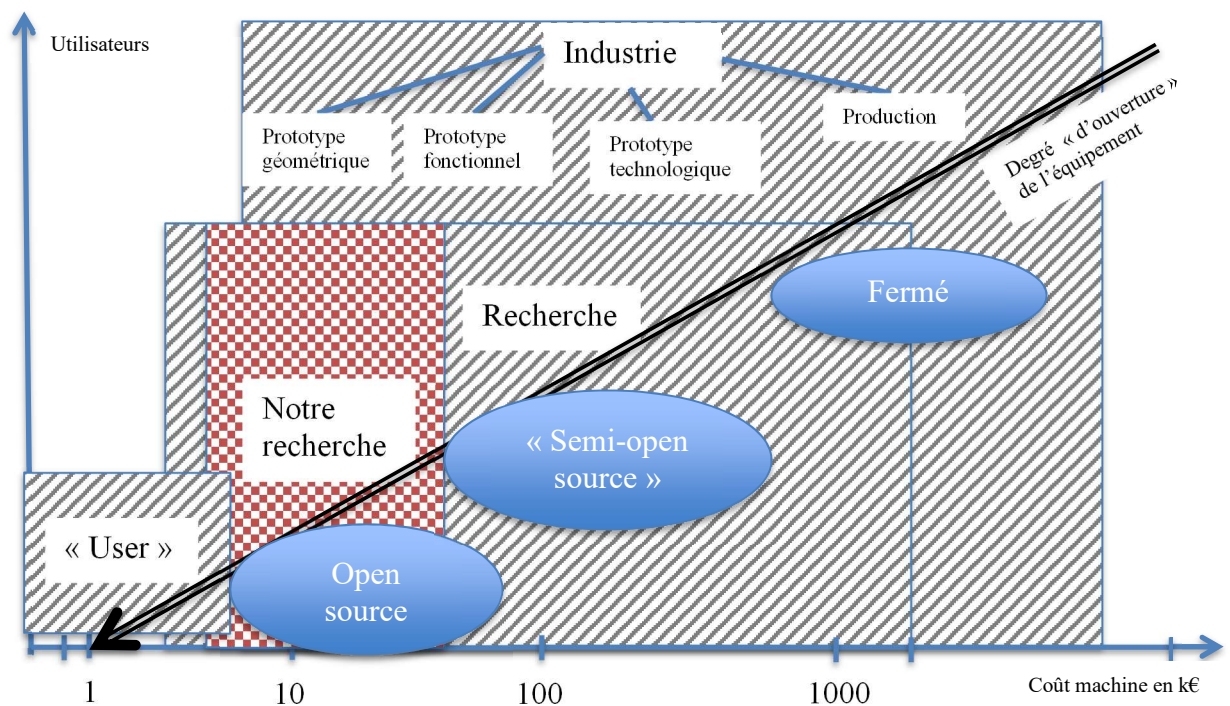 Utilisateurs
Industrie
Prototype
géométrique
Prototype
fonctionnel
Prototype
technologique
Production
Degré « d’ouverture »
de l’équipement
Fermé
Recherche
Notre
recherche
« Semi-open
source »
« User »
Open
source
1
10
100
1000
Coût machine en k€